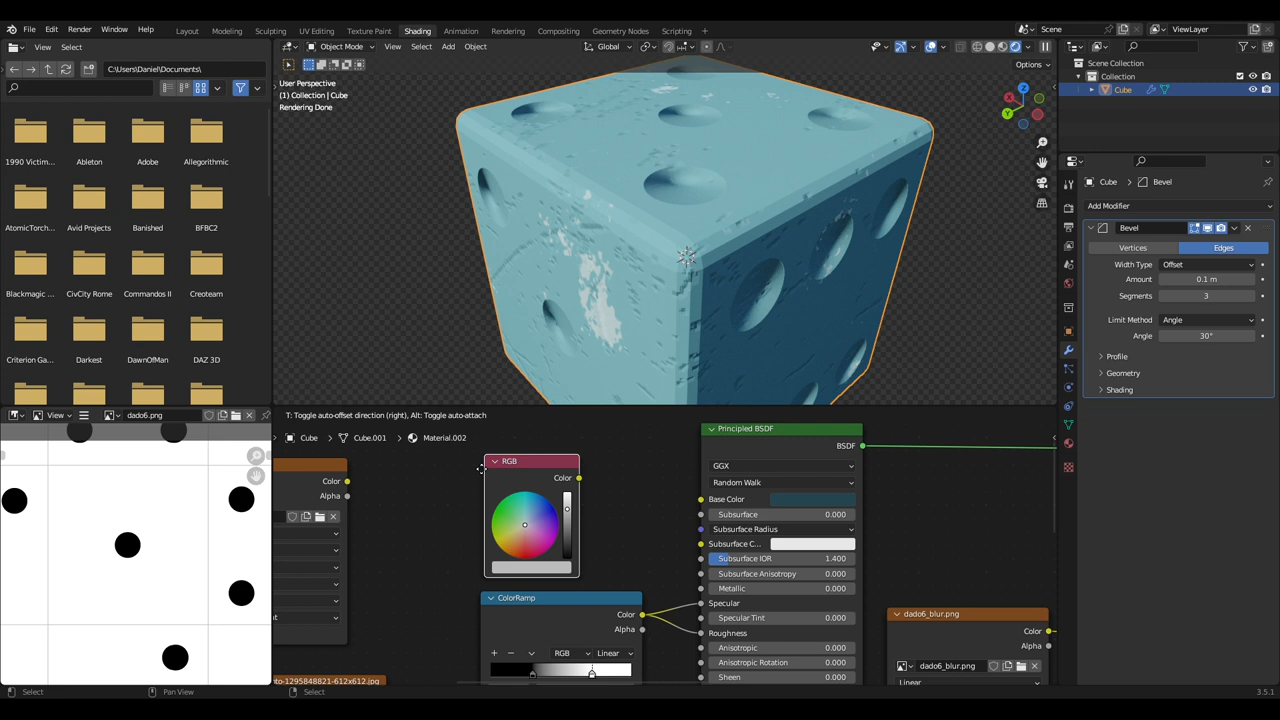 File Edit Render Window Help Layout Modeling Sculpting UV Editing Texture Paint Shading Animation Rendering Compositing Geometry Nodes Scripting + Scene ViewLayer
View Select
C:\Users\Daniel\Documents\
1990 Victim... Ableton Adobe Allegorithmic
AtomicTorch... Avid Projects Banished BFBC2
Blackmagic ... CivCity Rome Commandos II Creoteam
Criterion Ga... Darkest DawnOfMan DAZ 3D
Object Mode View Select Add Object Global
Options
User Perspective
(1) Collection | Cube
Rendering Done
X
Y
Z
Scene Collection
Collection
Cube
Cube > Bevel
Add Modifier
Bevel
Vertices Edges
Width Type Offset
Amount 0.1 m
Segments 3
Limit Method Angle
Angle 30°
Profile
Geometry
Shading
View dado6.png
T: Toggle auto-offset direction (right), Alt: Toggle auto-attach
Cube > Cube.001 > Material.002
Color
Alpha
RGB
Color
ColorRamp
Color
Alpha
+ − RGB Linear
Principled BSDF
BSDF
GGX
Random Walk
Base Color
Subsurface 0.000
Subsurface Radius
Subsurface C...
Subsurface IOR 1.400
Subsurface Anisotropy 0.000
Metallic 0.000
Specular
Specular Tint 0.000
Roughness
Anisotropic 0.000
Anisotropic Rotation 0.000
Sheen 0.000
dado6_blur.png
Color
Alpha
dado6_blur.png
Linear
to-1295848821-612x612.jpg
Select Pan View Select 3.5.1